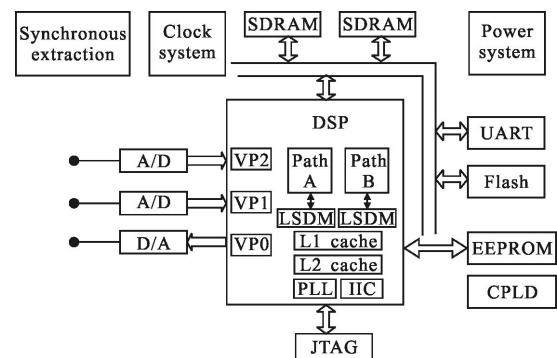 Synchronous
extraction
Clock
system
SDRAM
SDRAM
Power
system
DSP
A/D
VP2
Path
A
Path
B
UART
A/D
VP1
Flash
LSDM
LSDM
D/A
VP0
L1 cache
EEPROM
L2 cache
PLL
IIC
CPLD
JTAG